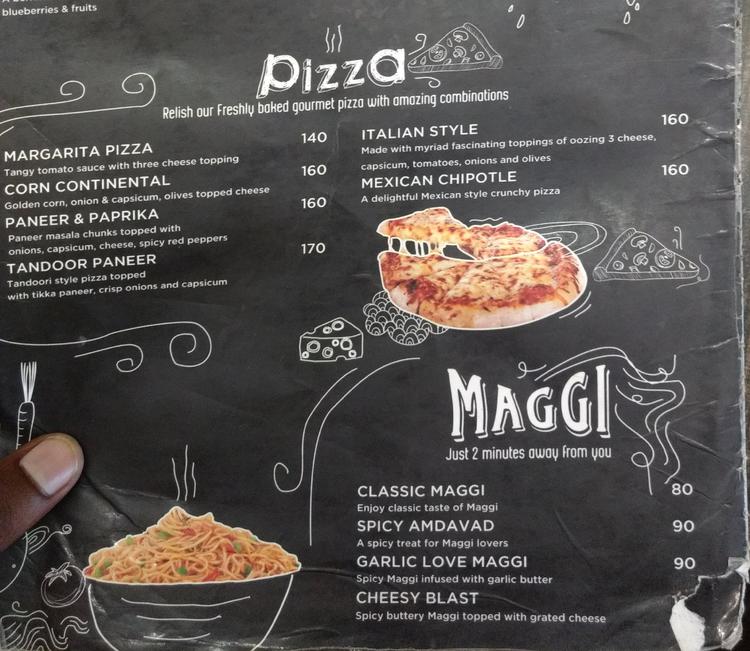 blueberries & fruits
Pizza
Relish our Freshly baked gourmet pizza with amazing combinations
MARGARITA PIZZA 140
Tangy tomato sauce with three cheese topping
CORN CONTINENTAL 160
Golden corn, onion & capsicum, olives topped cheese
PANEER & PAPRIKA 160
Paneer masala chunks topped with
onions, capsicum, cheese, spicy red peppers
TANDOOR PANEER 170
Tandoori style pizza topped
with tikka paneer, crisp onions and capsicum
ITALIAN STYLE 160
Made with myriad fascinating toppings of oozing 3 cheese,
capsicum, tomatoes, onions and olives
MEXICAN CHIPOTLE 160
A delightful Mexican style crunchy pizza
MAGGI
Just 2 minutes away from you
CLASSIC MAGGI 80
Enjoy classic taste of Maggi
SPICY AMDAVAD 90
A spicy treat for Maggi lovers
GARLIC LOVE MAGGI 90
Spicy Maggi infused with garlic butter
CHEESY BLAST
Spicy buttery Maggi topped with grated cheese